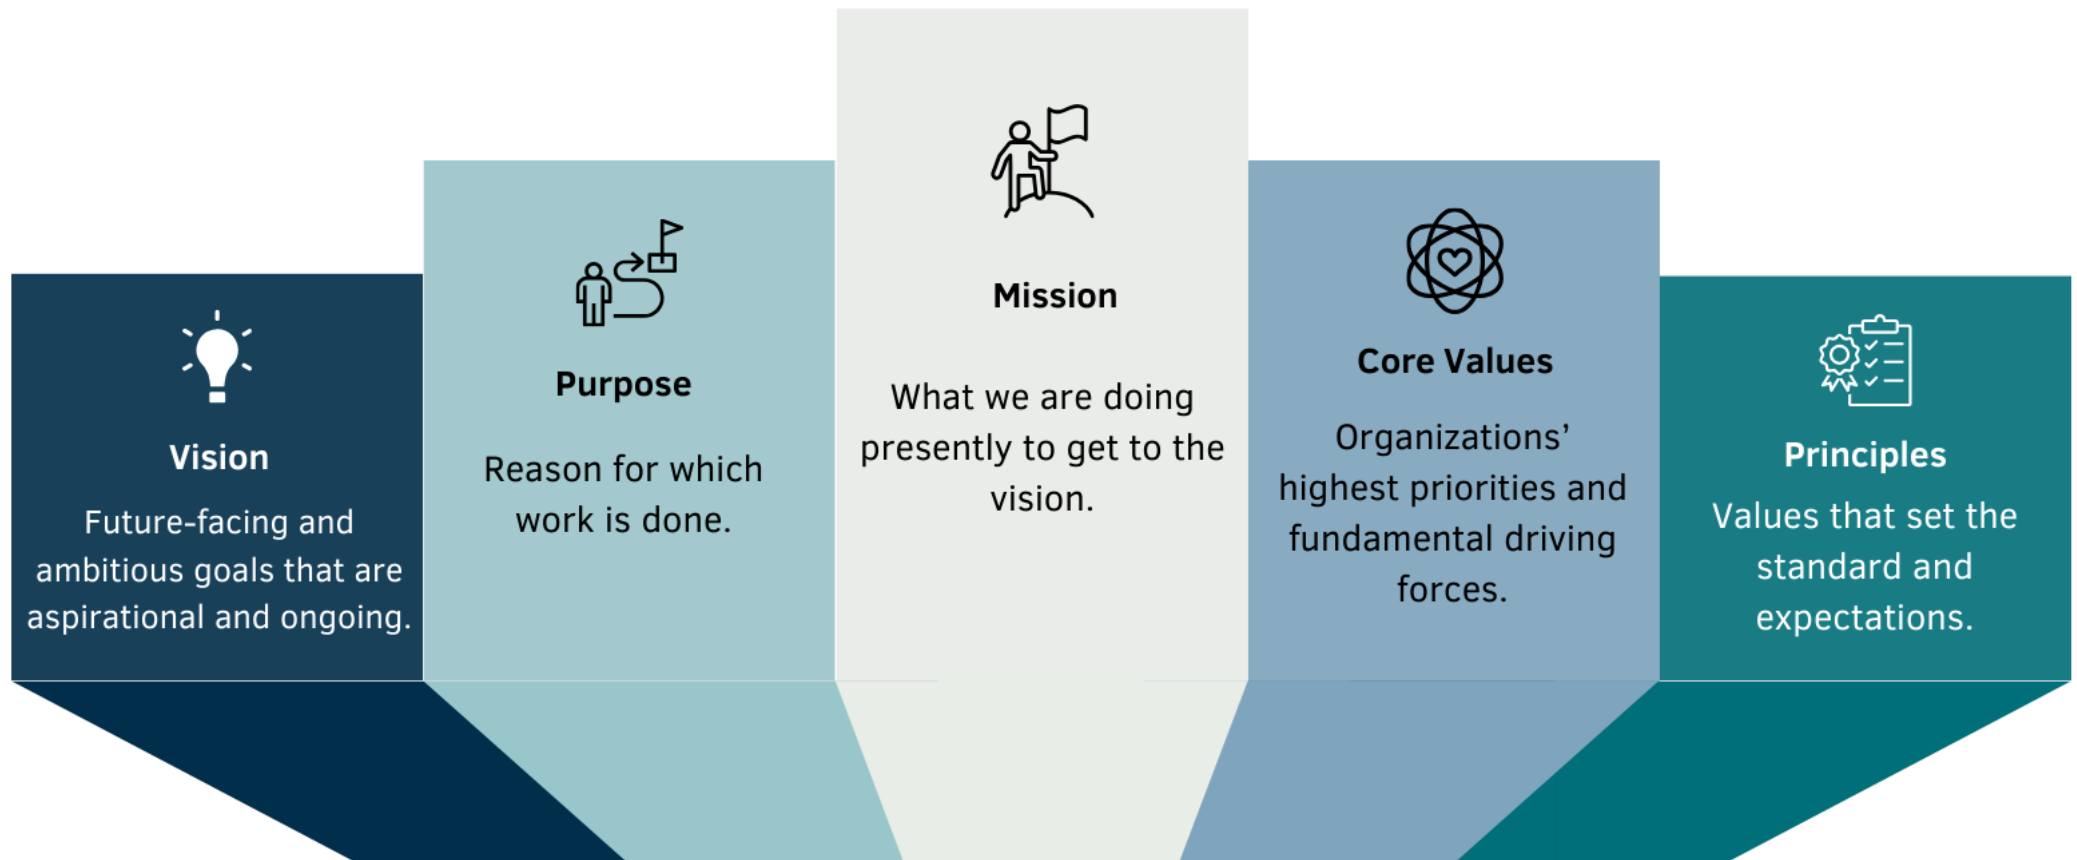 Vision
Future-facing and
ambitious goals that are
aspirational and ongoing.
Purpose
Reason for which
work is done.
Mission
What we are doing
presently to get to the
vision.
Core Values
Organizations’
highest priorities and
fundamental driving
forces.
Principles
Values that set the
standard and
expectations.